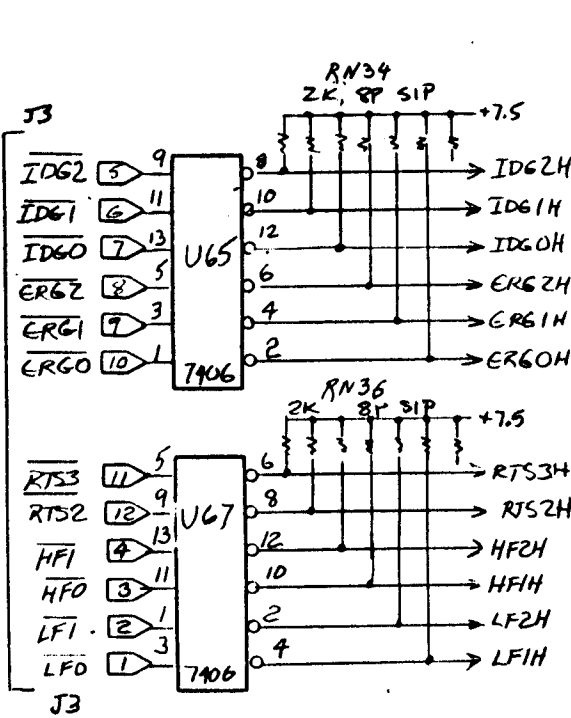 RN34
2K, 8P SIP
J3
+7.5
IDG2 5 9 8 IDG2H
IDG1 6 11 10 IDG1H
IDG0 7 13 12 IDG0H
U65
ERG2 8 5 6 ERG2H
ERG1 9 3 4 ERG1H
ERG0 10 1 2 ERG0H
7406
RN36
2K 8P SIP
+7.5
RTS3 11 5 6 RTS3H
RTS2 12 9 8 RTS2H
U67
HF1 4 13 12 HF2H
HF0 3 11 10 HF1H
LF1 2 1 2 LF2H
LF0 1 3 4 LF1H
7406
J3